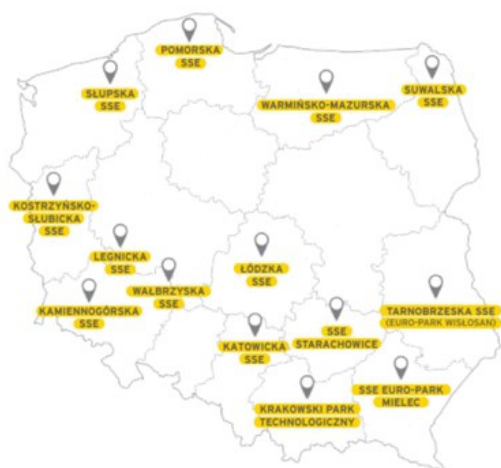 POMORSKA
SSE
SŁUPSKA
SSE
WARMIŃSKO-MAZURSKA
SSE
SUWALSKA
SSE
KOSTRZYŃSKO-
SŁUBICKA
SSE
LEGNICKA
SSE
WAŁBRZYSKA
SSE
ŁÓDZKA
SSE
KAMIENNOGÓRSKA
SSE
KATOWICKA
SSE
SSE
STARACHOWICE
TARNOBRZESKA SSE
(EURO-PARK WISŁOSAN)
KRAKOWSKI PARK
TECHNOLOGICZNY
SSE EURO-PARK
MIELEC